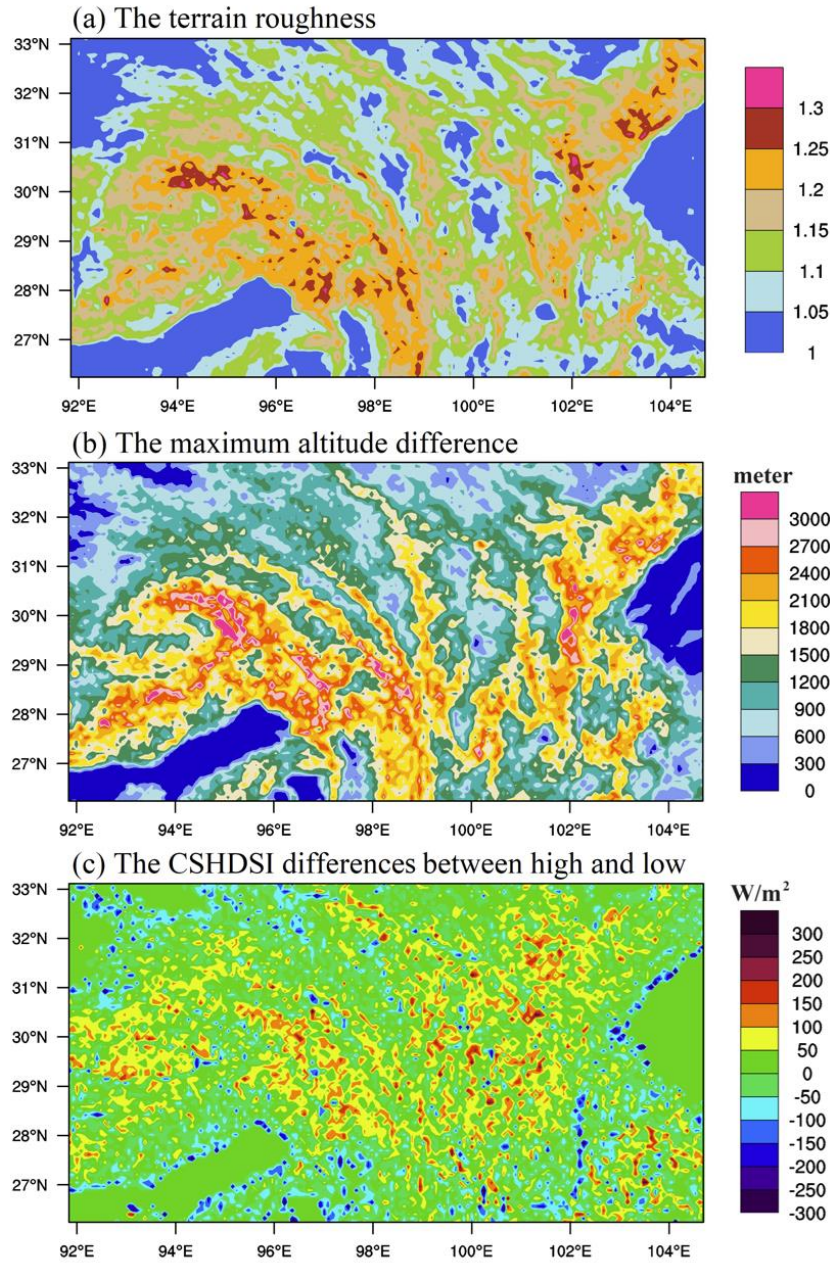 (a) The terrain roughness
33°N
32°N
31°N
30°N
29°N
28°N
27°N
92°E 94°E 96°E 98°E 100°E 102°E 104°E
1.3
1.25
1.2
1.15
1.1
1.05
1
(b) The maximum altitude difference
33°N
32°N
31°N
30°N
29°N
28°N
27°N
92°E 94°E 96°E 98°E 100°E 102°E 104°E
meter
3000
2700
2400
2100
1800
1500
1200
900
600
300
0
(c) The CSHDSI differences between high and low
33°N
32°N
31°N
30°N
29°N
28°N
27°N
92°E 94°E 96°E 98°E 100°E 102°E 104°E
W/m²
300
250
200
150
100
50
0
-50
-100
-150
-200
-250
-300